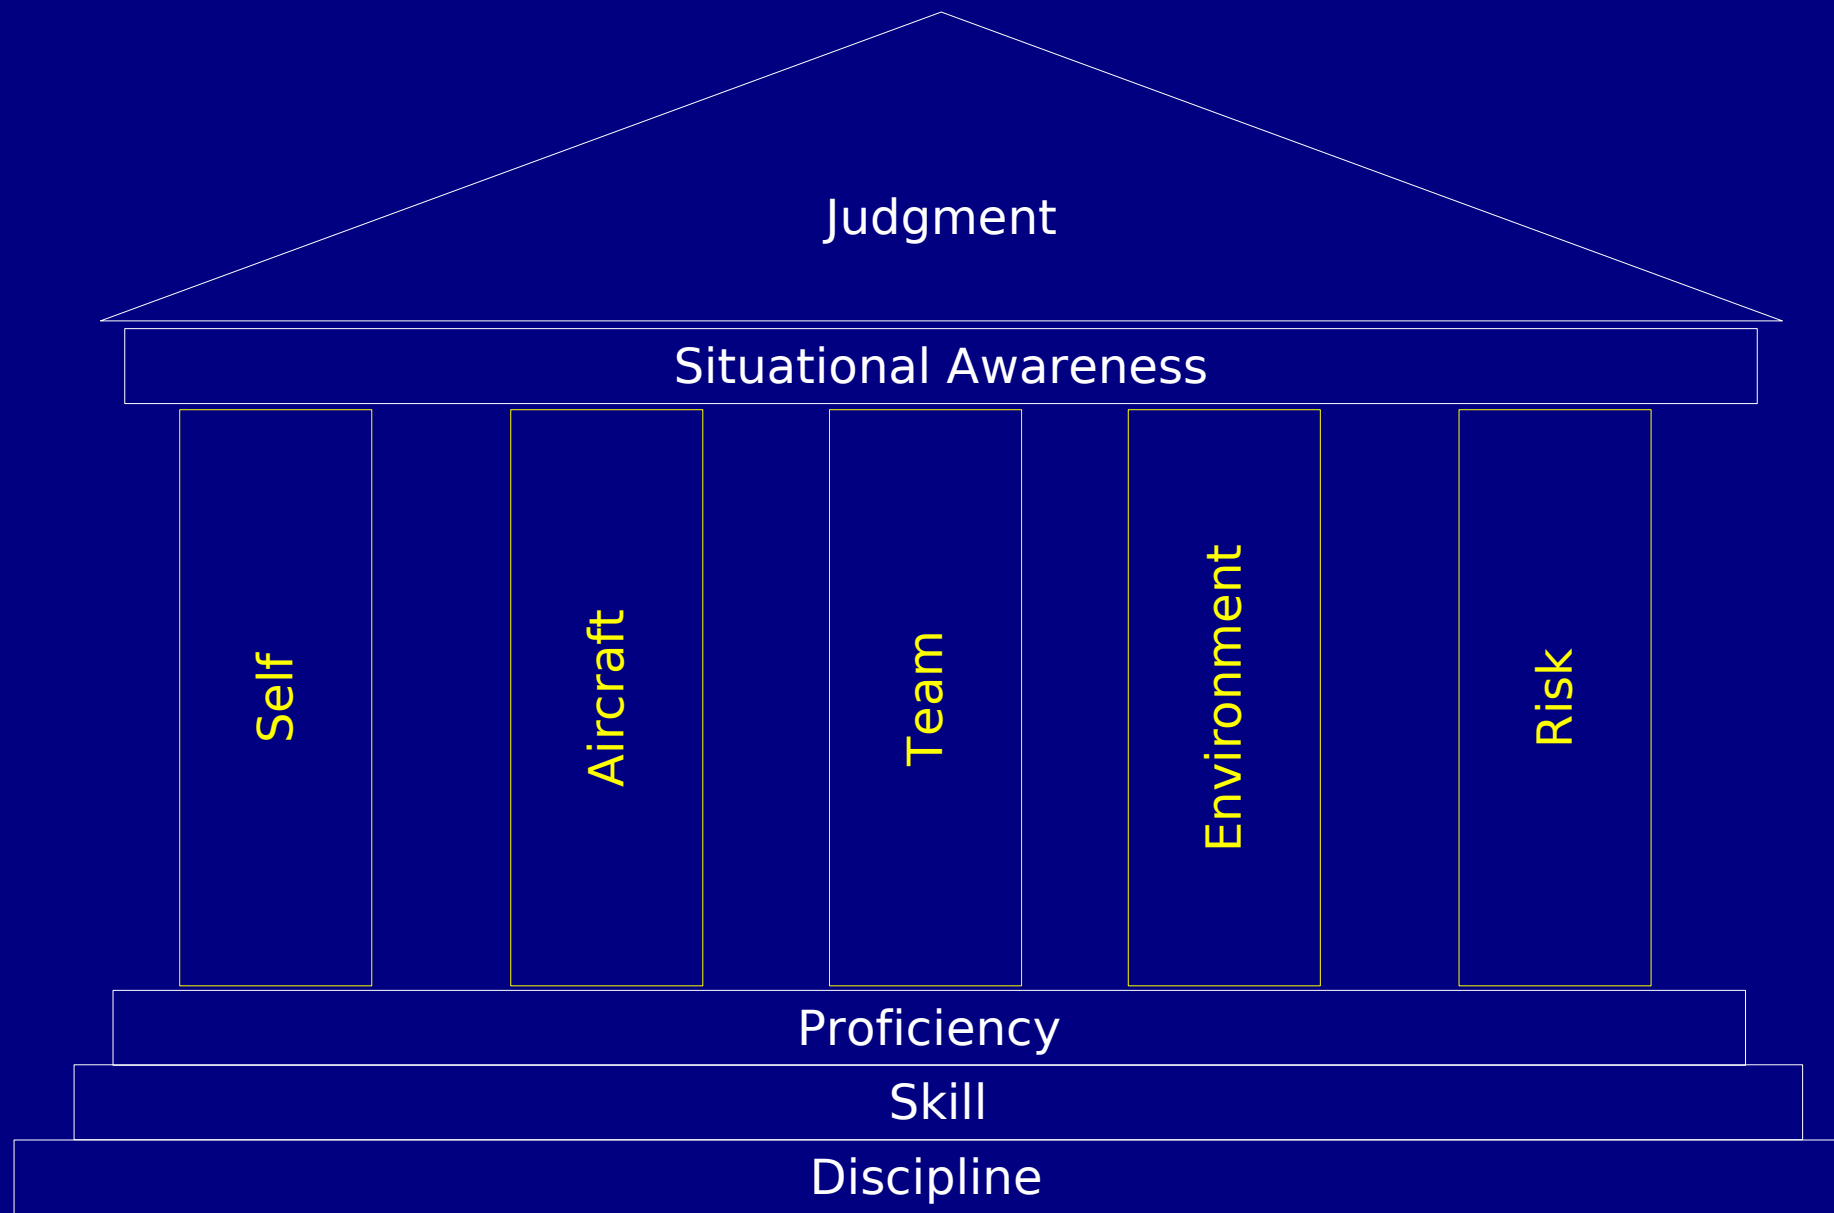 Judgment
Situational Awareness
Self
Aircraft
Team
Environment
Risk
Proficiency
Skill
Discipline